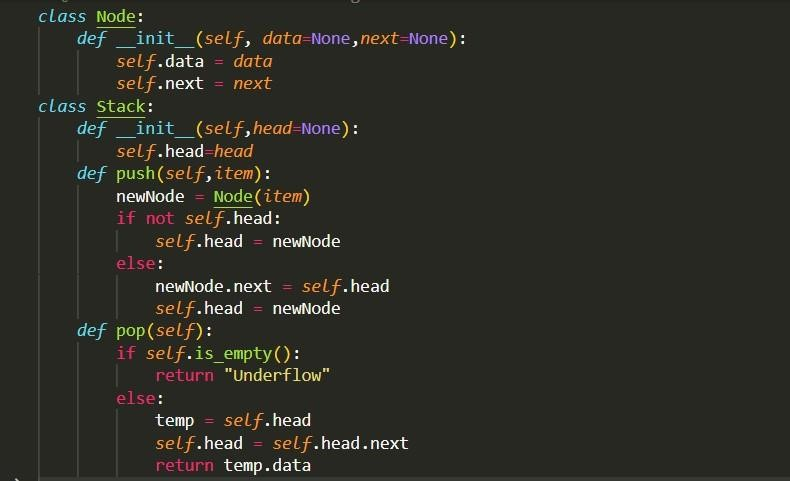 class Node:
    def __init__(self, data=None,next=None):
        self.data = data
        self.next = next
class Stack:
    def __init__(self,head=None):
        self.head=head
    def push(self,item):
        newNode = Node(item)
        if not self.head:
            self.head = newNode
        else:
            newNode.next = self.head
            self.head = newNode
    def pop(self):
        if self.is_empty():
            return "Underflow"
        else:
            temp = self.head
            self.head = self.head.next
            return temp.data